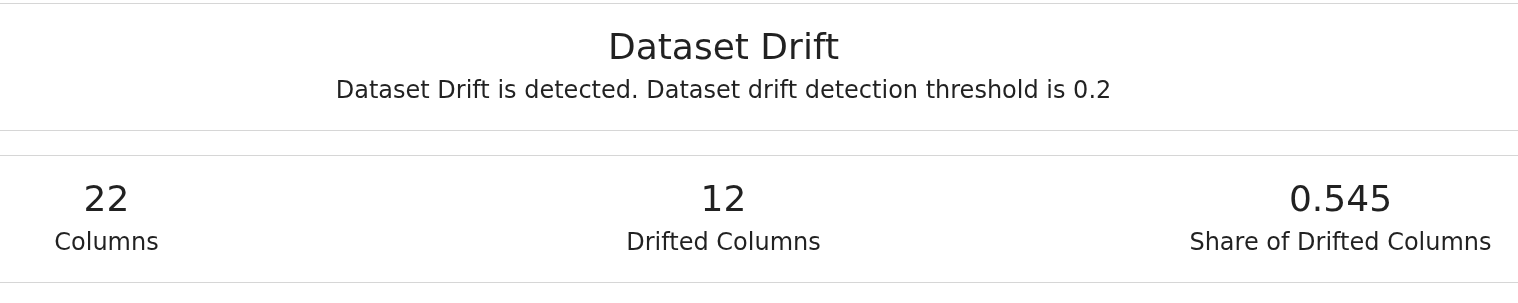 Dataset Drift
Dataset Drift is detected. Dataset drift detection threshold is 0.2
22
Columns
12
Drifted Columns
0.545
Share of Drifted Columns